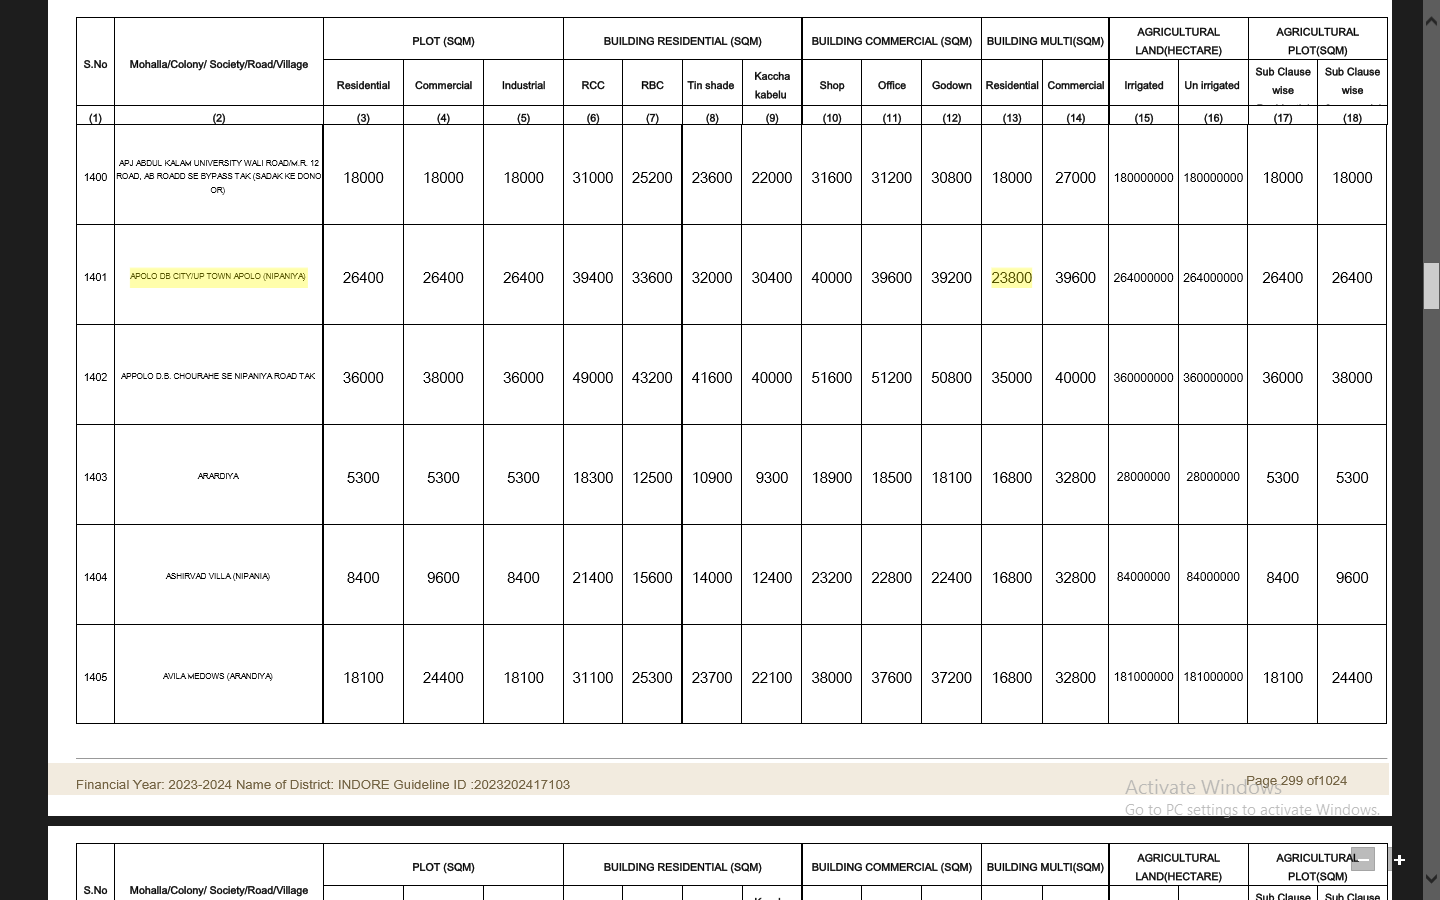 S.No Mohalla/Colony/ Society/Road/Village PLOT (SQM) BUILDING RESIDENTIAL (SQM) BUILDING COMMERCIAL (SQM) BUILDING MULTI(SQM) AGRICULTURAL LAND(HECTARE) AGRICULTURAL PLOT(SQM)
Residential Commercial Industrial RCC RBC Tin shade Kaccha kabelu Shop Office Godown Residential Commercial Irrigated Un irrigated Sub Clause wise Sub Clause wise
(1) (2) (3) (4) (5) (6) (7) (8) (9) (10) (11) (12) (13) (14) (15) (16) (17) (18)
1400 APJ ABDUL KALAM UNIVERSITY WALI ROAD/M.R. 12 ROAD, AB ROADD SE BYPASS TAK (SADAK KE DONO OR) 18000 18000 18000 31000 25200 23600 22000 31600 31200 30800 18000 27000 180000000 180000000 18000 18000
1401 APOLO DB CITY/UP TOWN APOLO (NIPANIYA) 26400 26400 26400 39400 33600 32000 30400 40000 39600 39200 23800 39600 264000000 264000000 26400 26400
1402 APPOLO D.B. CHOURAHE SE NIPANIYA ROAD TAK 36000 38000 36000 49000 43200 41600 40000 51600 51200 50800 35000 40000 360000000 360000000 36000 38000
1403 ARARDIYA 5300 5300 5300 18300 12500 10900 9300 18900 18500 18100 16800 32800 28000000 28000000 5300 5300
1404 ASHIRVAD VILLA (NIPANIA) 8400 9600 8400 21400 15600 14000 12400 23200 22800 22400 16800 32800 84000000 84000000 8400 9600
1405 AVILA MEDOWS (ARANDIYA) 18100 24400 18100 31100 25300 23700 22100 38000 37600 37200 16800 32800 181000000 181000000 18100 24400
Financial Year: 2023-2024 Name of District: INDORE Guideline ID :2023202417103 Page 299 of1024
Activate Windows
Go to PC settings to activate Windows.
S.No Mohalla/Colony/ Society/Road/Village PLOT (SQM) BUILDING RESIDENTIAL (SQM) BUILDING COMMERCIAL (SQM) BUILDING MULTI(SQM) AGRICULTURAL LAND(HECTARE) AGRICULTURAL PLOT(SQM)
Sub Clause Sub Clause